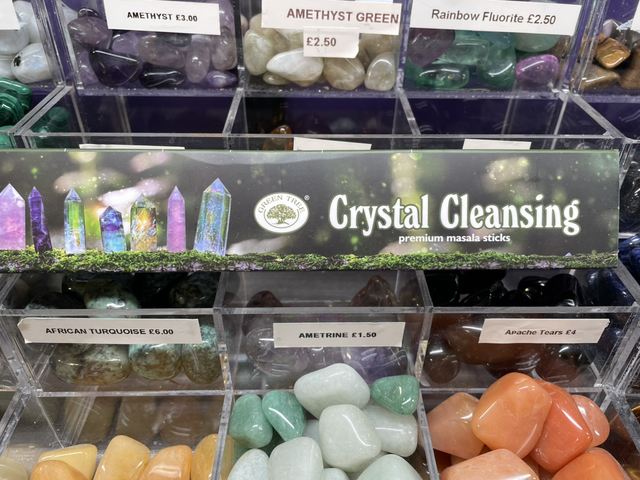 AMETHYST £3.00
AMETHYST GREEN
£2.50
Rainbow Fluorite £2.50
GREEN TREE
®
Crystal Cleansing
premium masala sticks
AFRICAN TURQUOISE £6.00
AMETRINE £1.50
Apache Tears £4